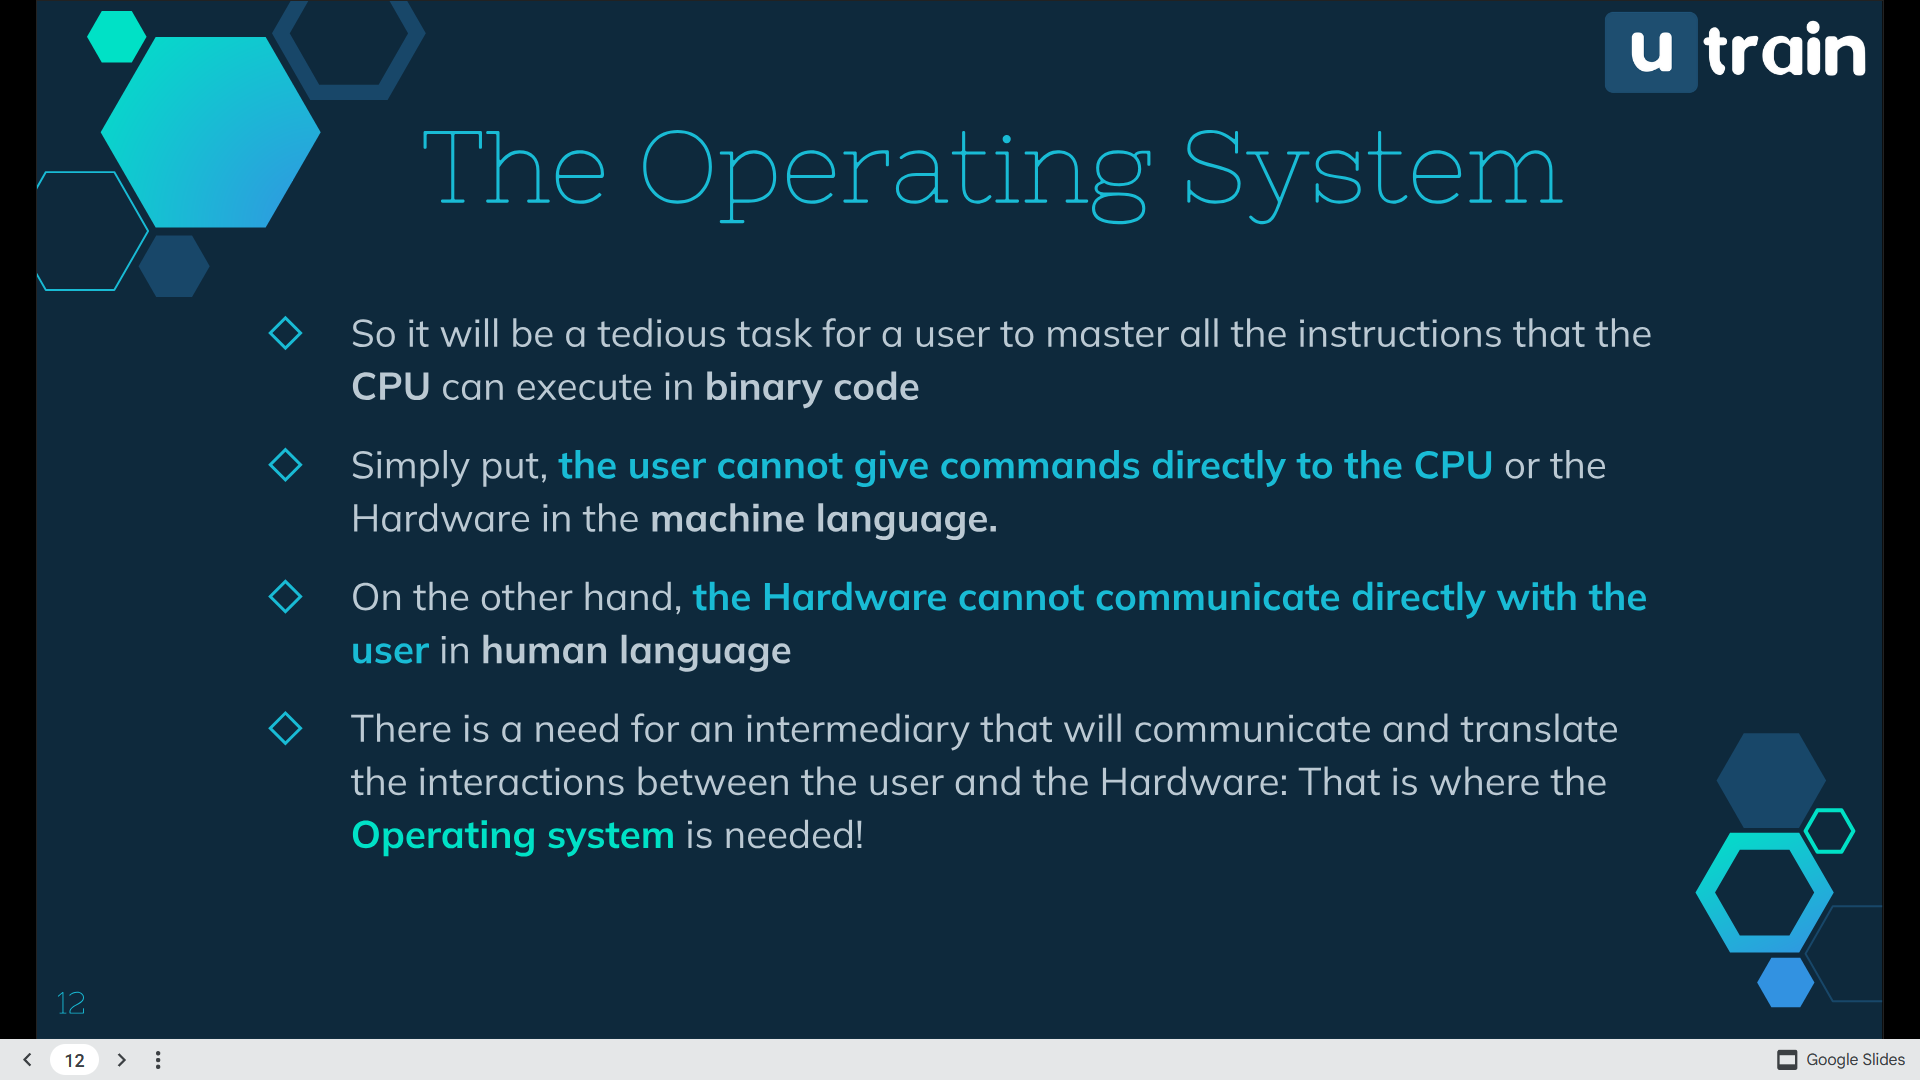 u train
The Operating System
So it will be a tedious task for a user to master all the instructions that the
CPU can execute in binary code
Simply put, the user cannot give commands directly to the CPU or the
Hardware in the machine language.
On the other hand, the Hardware cannot communicate directly with the
user in human language
There is a need for an intermediary that will communicate and translate
the interactions between the user and the Hardware: That is where the
Operating system is needed!
12
12
Google Slides